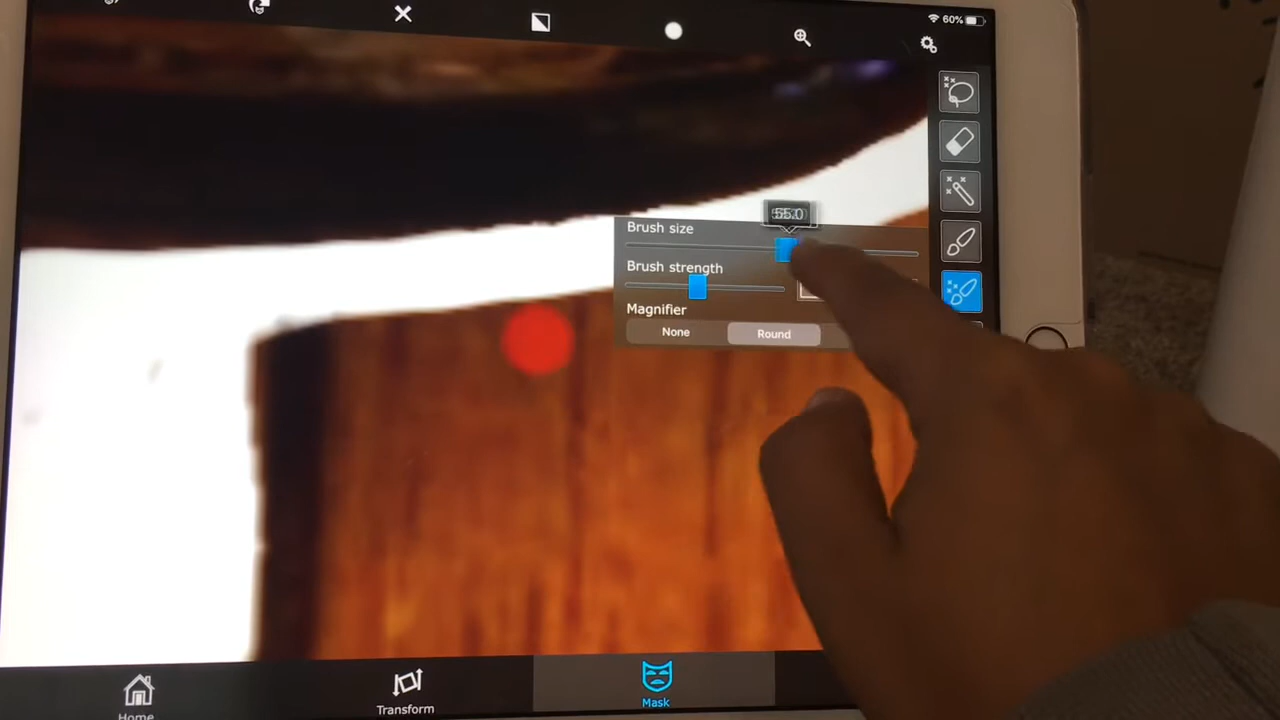 60%
55.0
Brush size
Brush strength
Magnifier
None
Round
Home
Transform
Mask